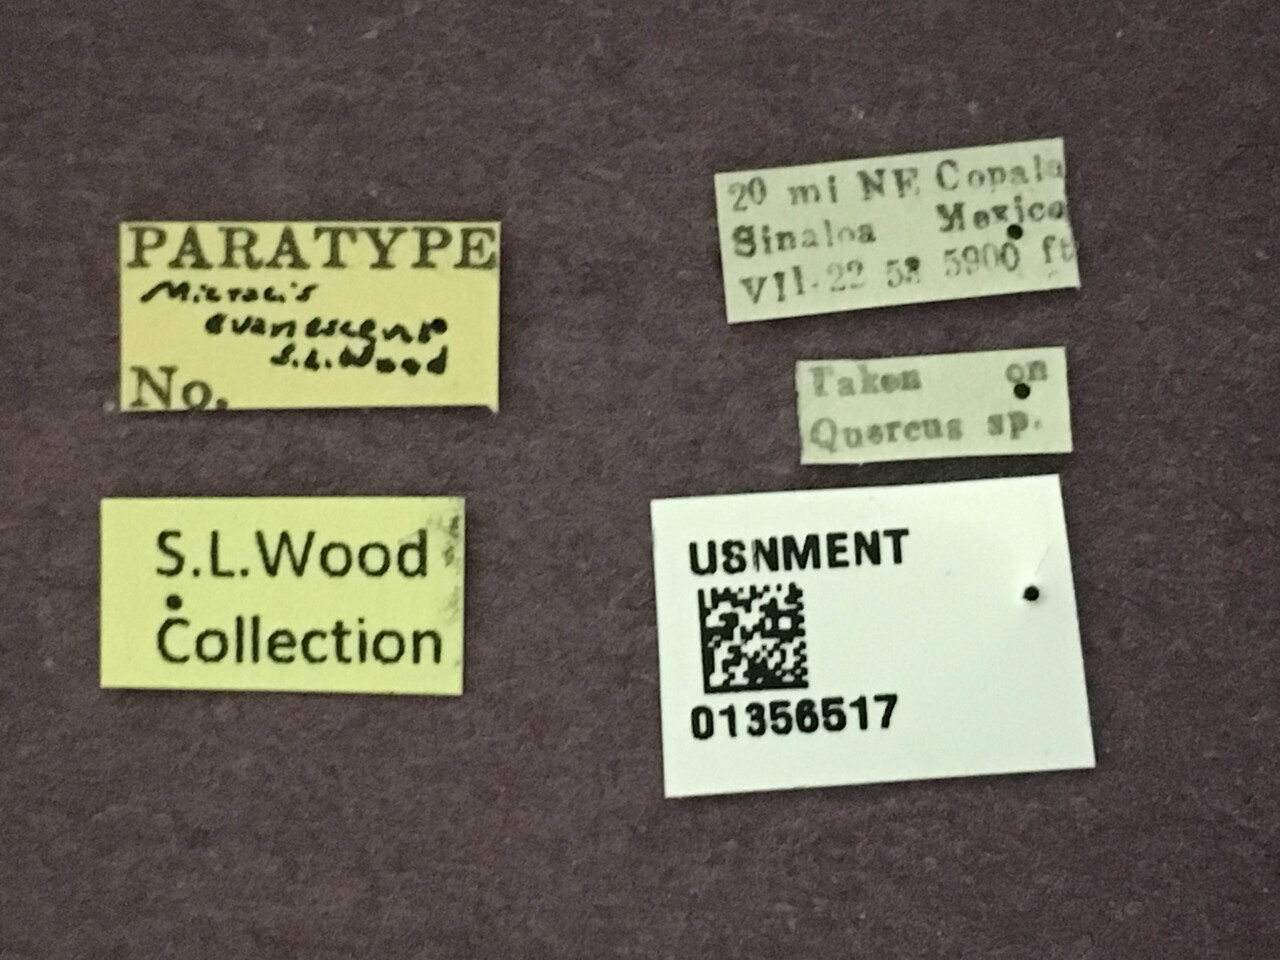 PARATYPE
Micracis
evanescens
S.L.Wood
No.
S.L.Wood
Collection
20 mi NE Copala
Sinaloa Mexico
VII-22 53 5900 ft
Taken on
Quercus sp.
USNMENT
01356517